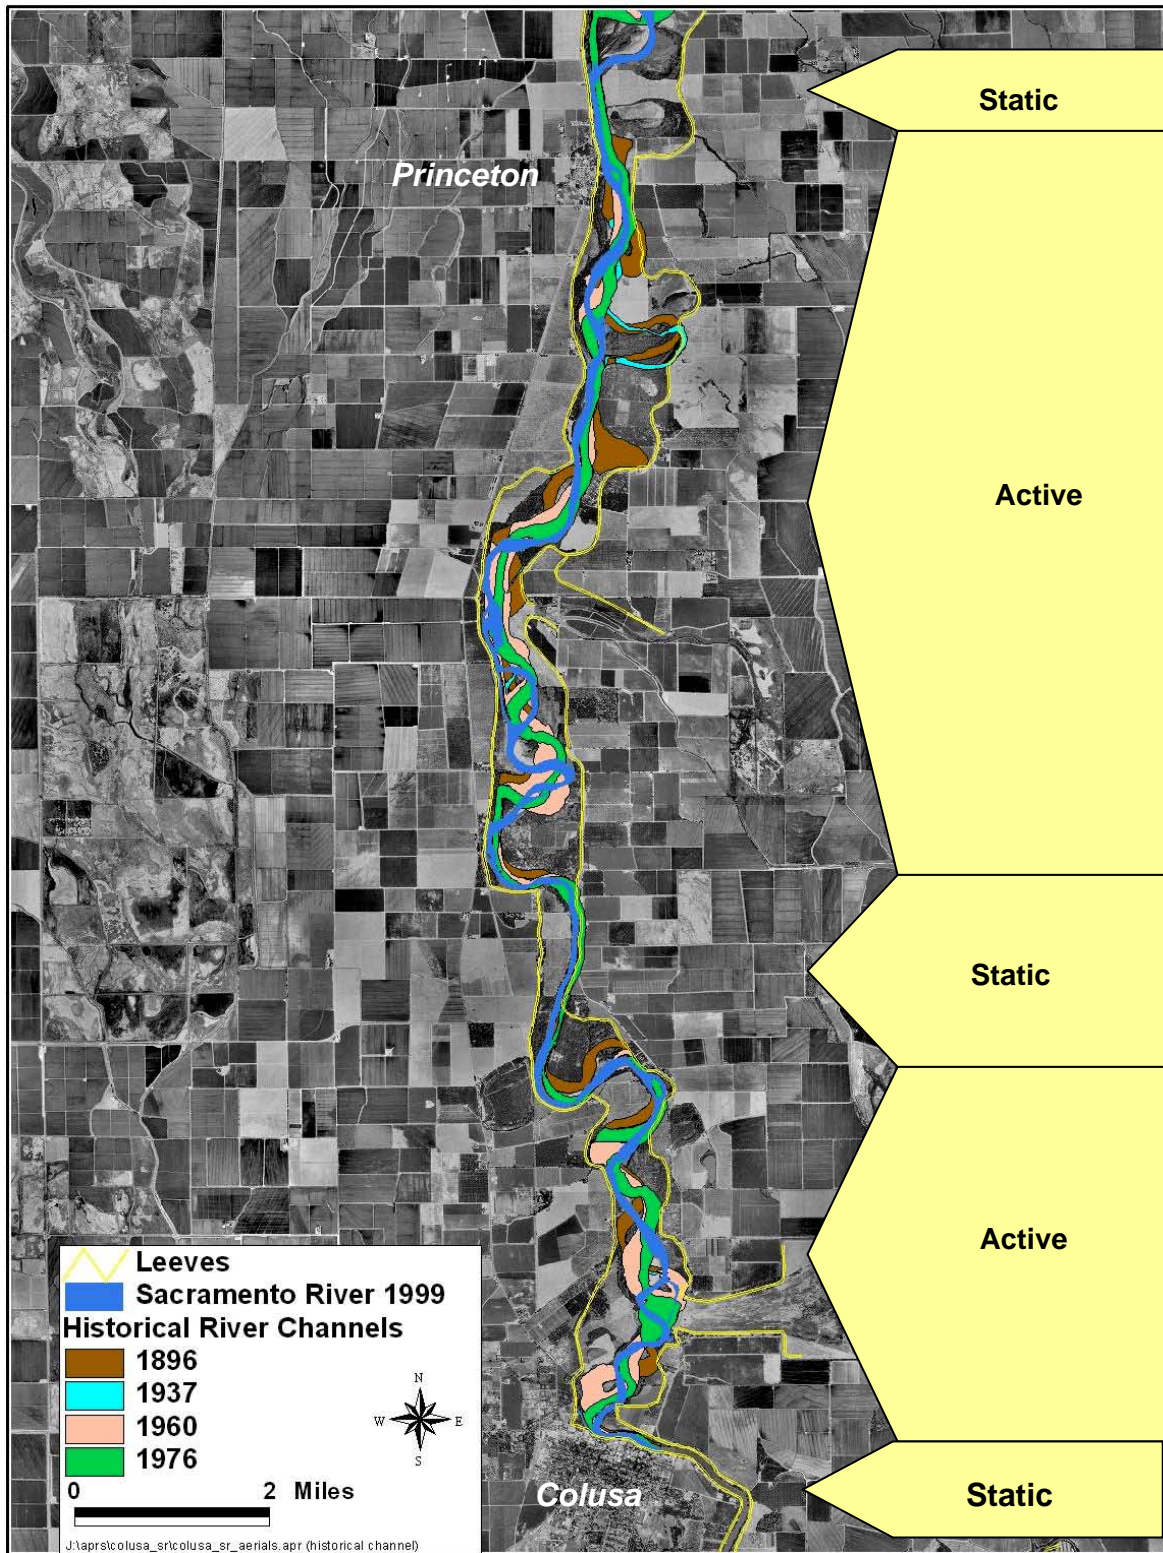 Static
Princeton
Active
Static
Active
Leeves
Sacramento River 1999
Historical River Channels
1896
1937
1960
1976
N
W E
S
0 2 Miles
J:\aprs\colusa_sr\colusa_sr_aerials.apr (historical channel)
Colusa
Static